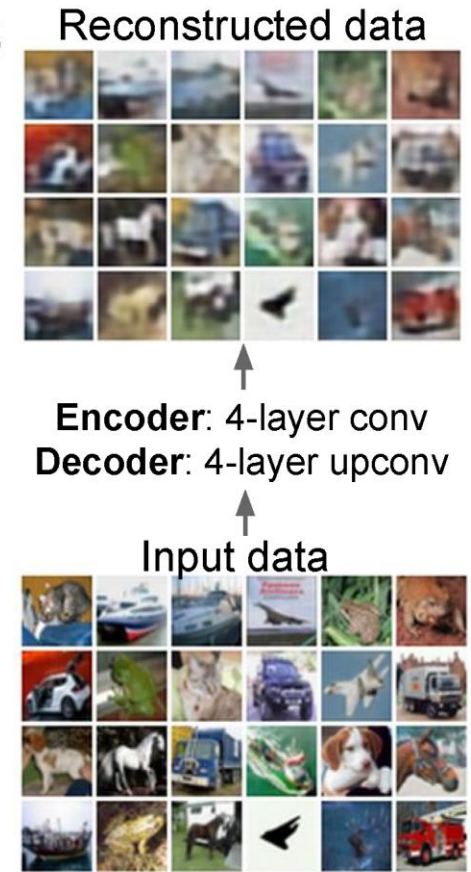 Reconstructed data
Encoder: 4-layer conv
Decoder: 4-layer upconv
Input data